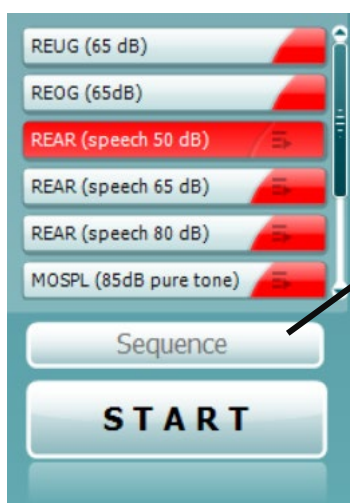 REUG (65 dB)
REOG (65dB)
REAR (speech 50 dB)
REAR (speech 65 dB)
REAR (speech 80 dB)
MOSPL (85dB pure tone)
Sequence
START